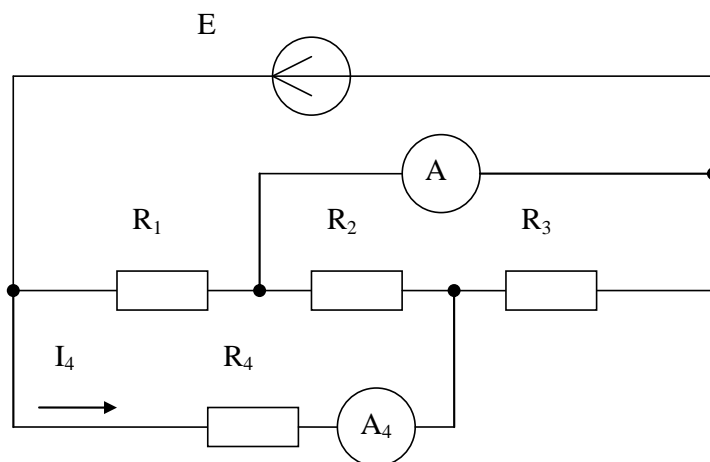 E
A
R₁ R₂ R₃
I₄ R₄
A₄